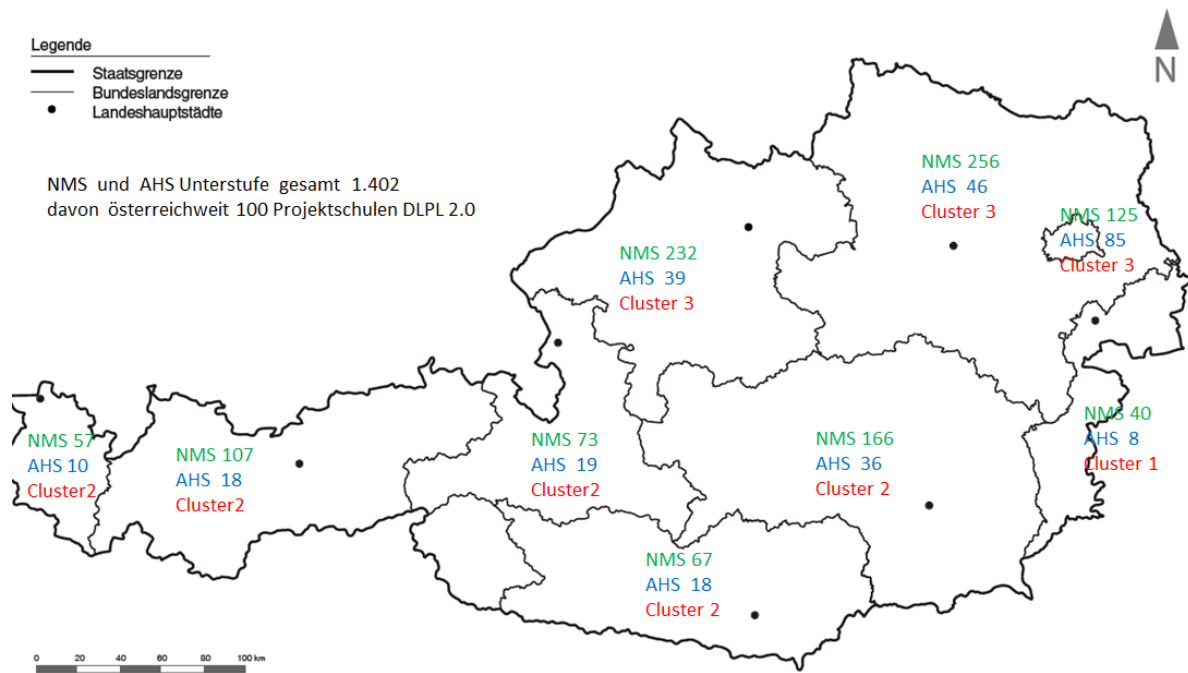 Legende
Staatsgrenze
Bundeslandsgrenze
Landeshauptstädte
N
NMS und AHS Unterstufe gesamt 1.402
davon österreichweit 100 Projektschulen DLPL 2.0
NMS 256
AHS 46
Cluster 3
NMS 125
AHS 85
Cluster 3
NMS 232
AHS 39
Cluster 3
NMS 57
AHS 10
Cluster2
NMS 107
AHS 18
Cluster2
NMS 73
AHS 19
Cluster2
NMS 166
AHS 36
Cluster 2
NMS 40
AHS 8
Cluster 1
NMS 67
AHS 18
Cluster 2
0 20 40 60 80 100 km